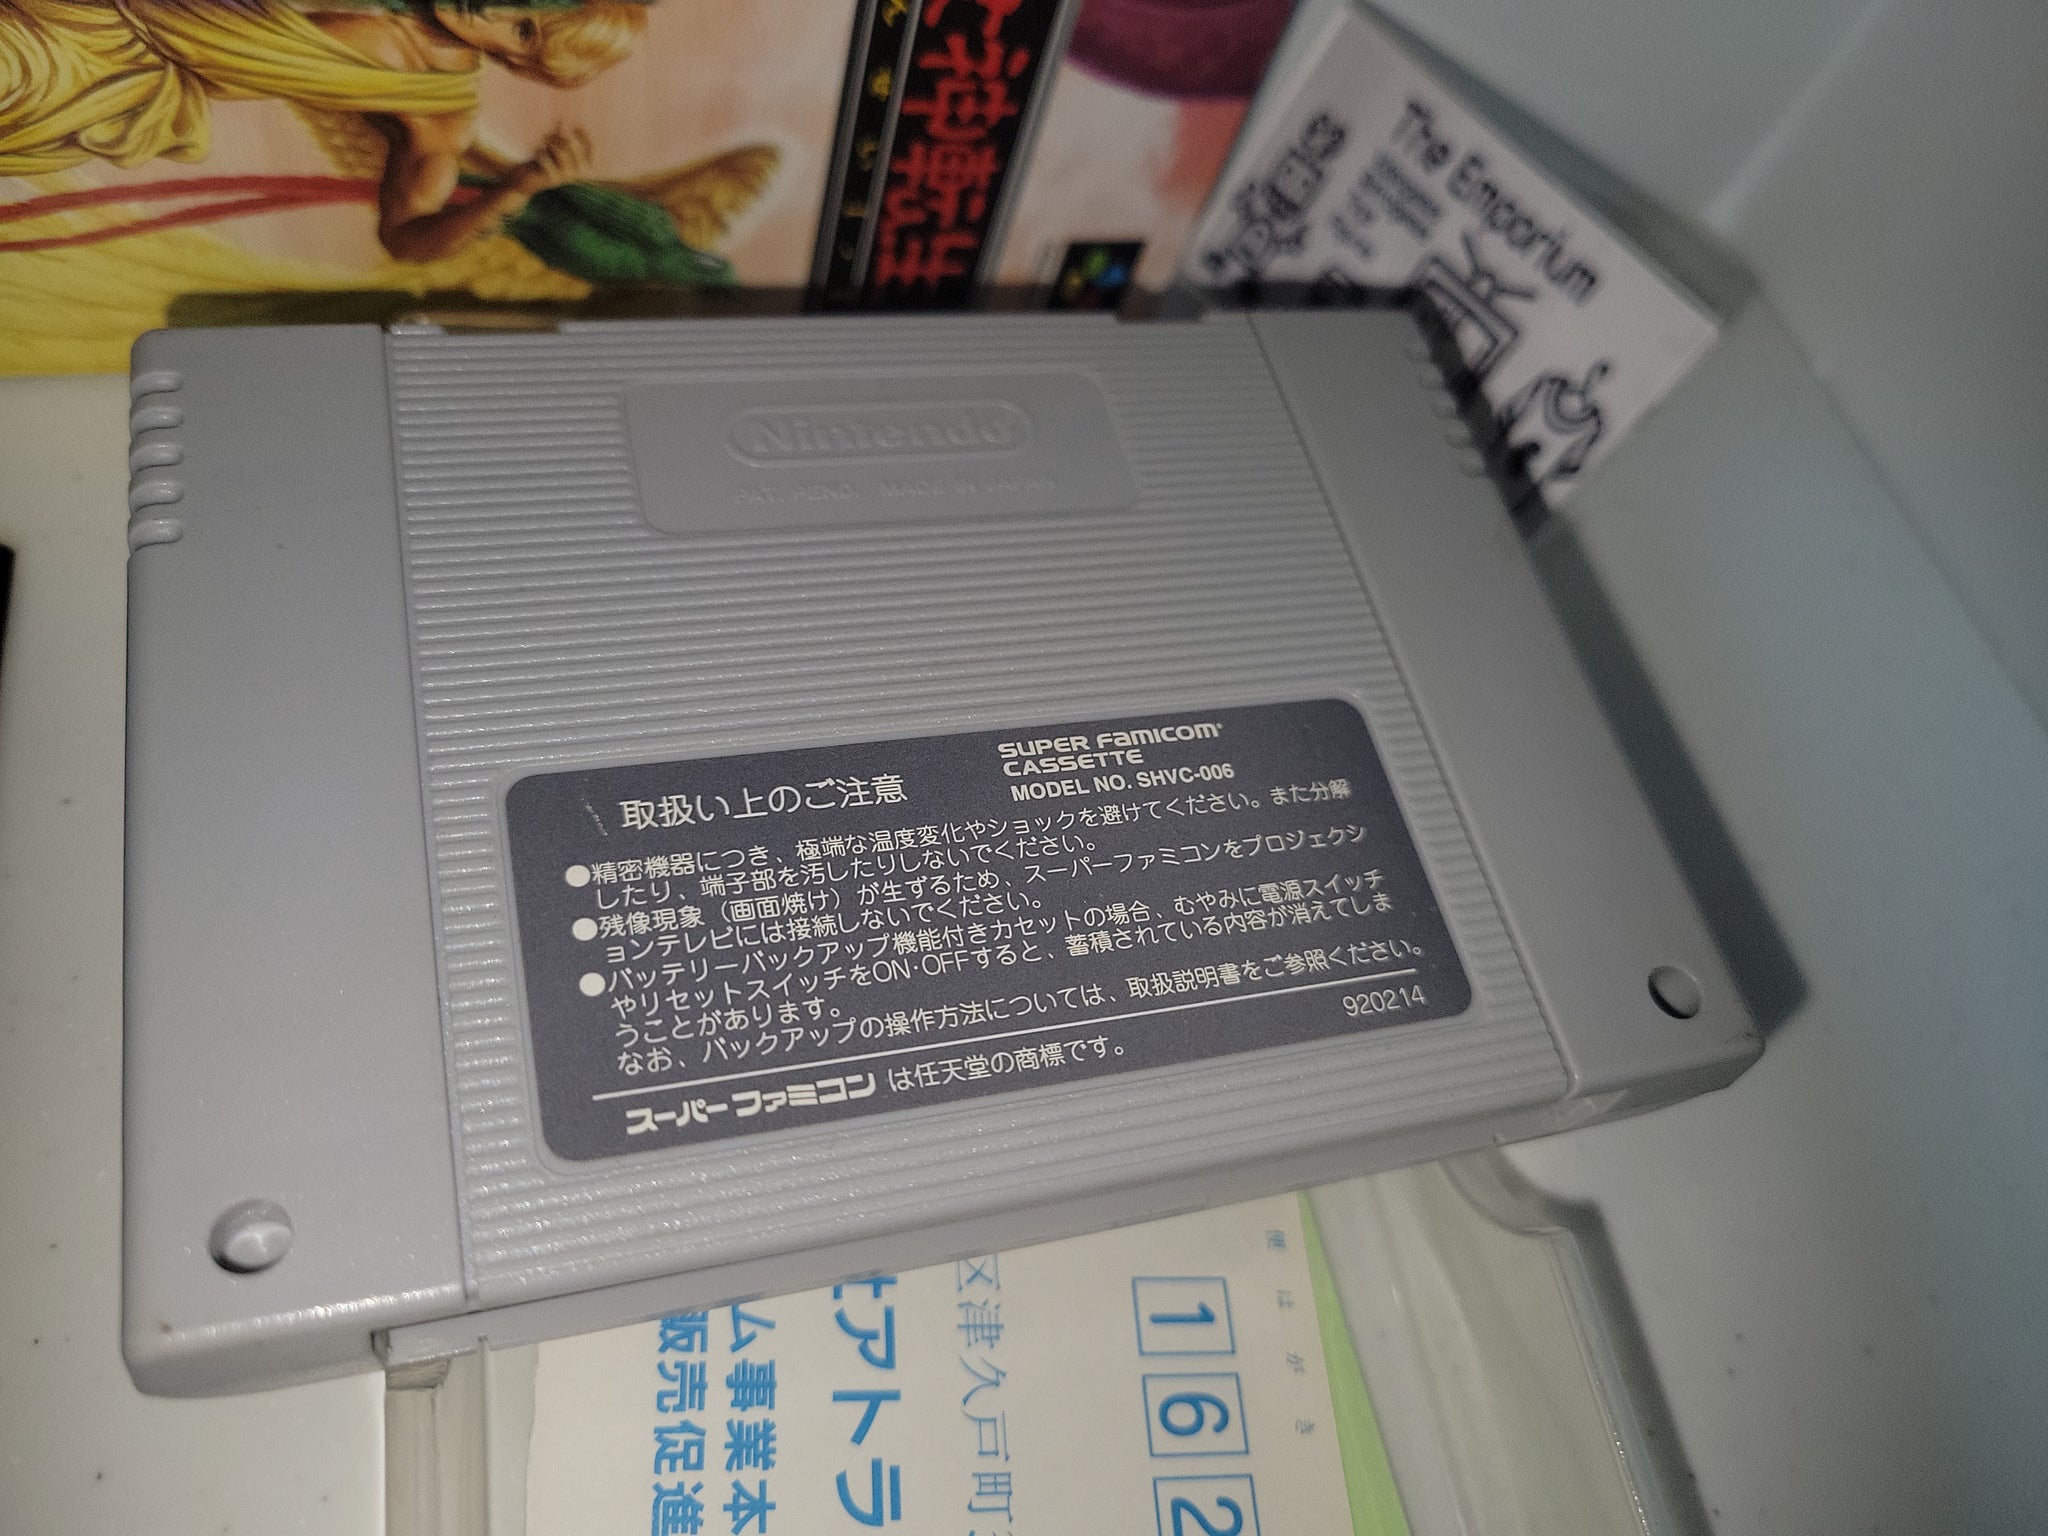 神転生
The Emporium
Nintendo
PAT. PEND. MADE IN JAPAN
取扱い上のご注意
SUPER FAMICOM
CASSETTE
MODEL NO. SHVC-006
●精密機器につき、極端な温度変化やショックを避けてください。また分解
したり、端子部を汚したりしないでください。
●残像現象（画面焼け）が生ずるため、スーパーファミコンをプロジェクシ
ョンテレビには接続しないでください。
●バッテリーバックアップ機能付きカセットの場合、むやみに電源スイッチ
やリセットスイッチをON·OFFすると、蓄積されている内容が消えてしま
うことがあります。
なお、バックアップの操作方法については、取扱説明書をご参照ください。
920214
スーパーファミコン は任天堂の商標です。
便はがき
162
区津久戸町
アトラ
ム事業本
販売促進